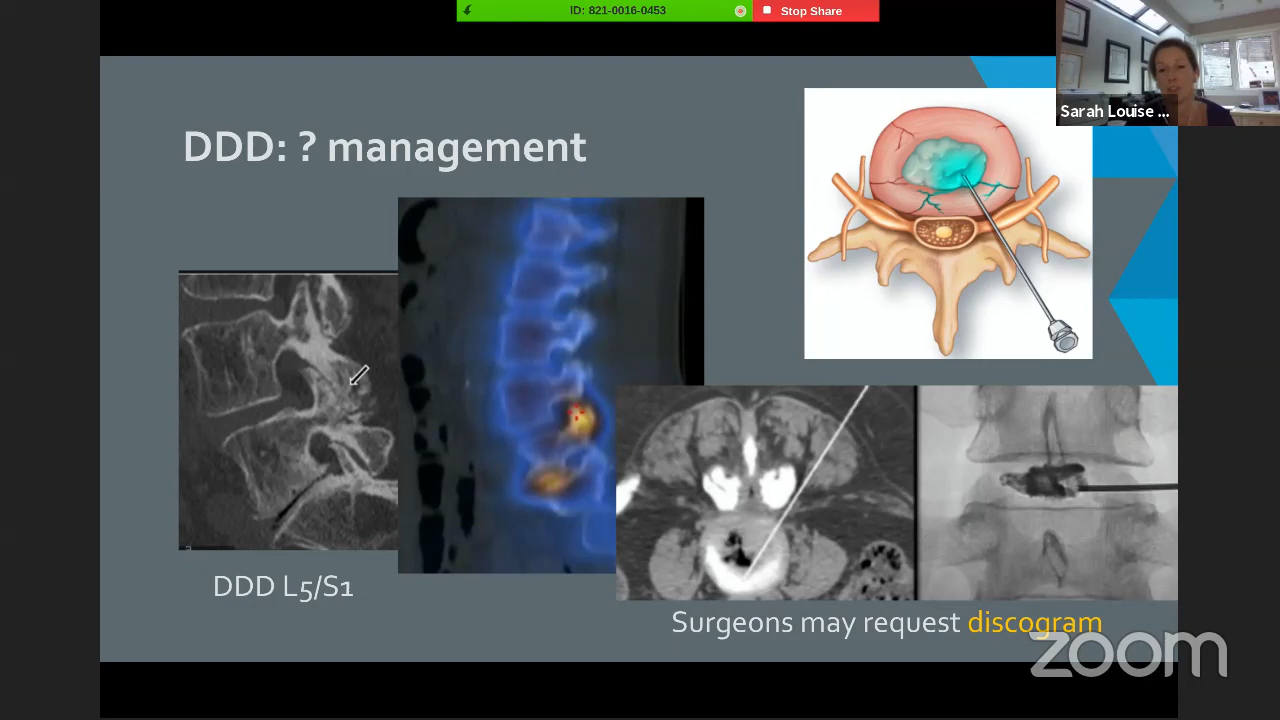 ID: 821-0016-0453
Stop Share
Sarah Louise ...
DDD: ? management
DDD L5/S1
Surgeons may request discogram
zoom